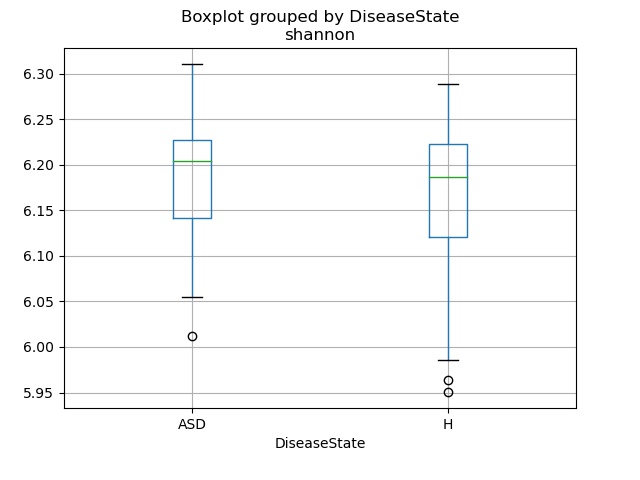 Boxplot grouped by DiseaseState
shannon
6.30
6.25
6.20
6.15
6.10
6.05
6.00
5.95
ASD
H
DiseaseState